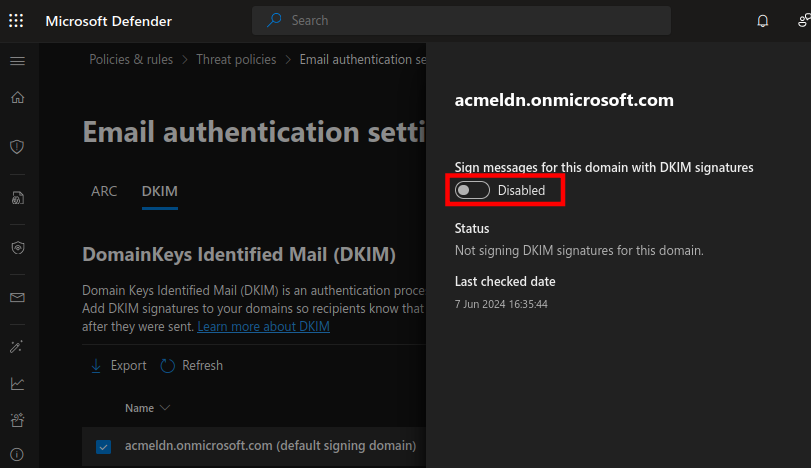 Microsoft Defender
Search
Policies & rules > Threat policies > Email authentication se
Email authentication setti
ARC DKIM
DomainKeys Identified Mail (DKIM)
Domain Keys Identified Mail (DKIM) is an authentication proce
Add DKIM signatures to your domains so recipients know that
after they were sent. Learn more about DKIM
Export Refresh
Name
acmeldn.onmicrosoft.com (default signing domain)
acmeldn.onmicrosoft.com
Sign messages for this domain with DKIM signatures
Disabled
Status
Not signing DKIM signatures for this domain.
Last checked date
7 Jun 2024 16:35:44